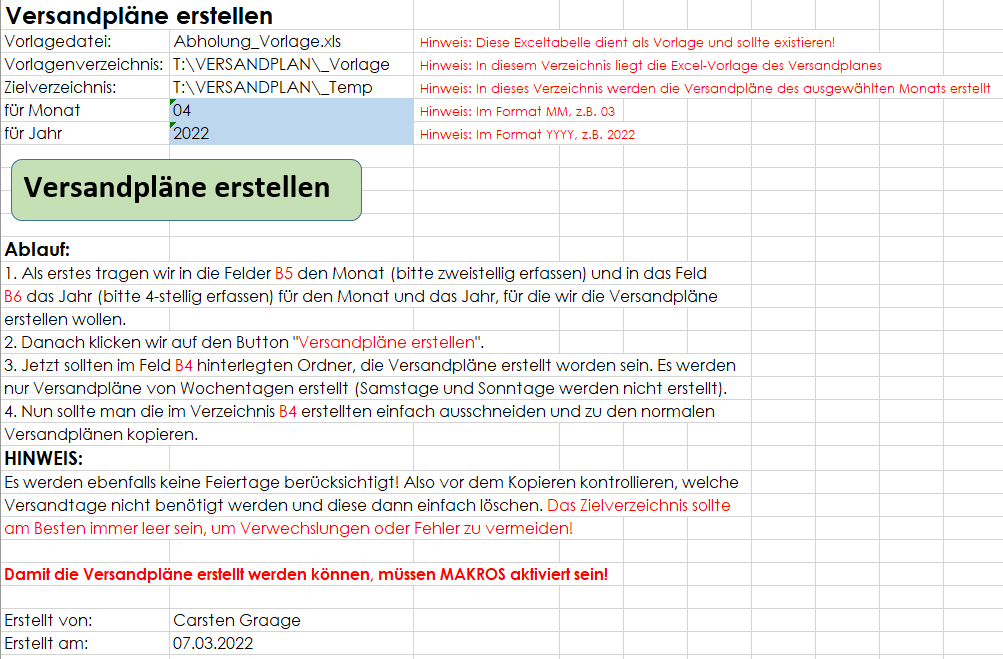 Versandpläne erstellen
Vorlagedatei: Abholung_Vorlage.xls Hinweis: Diese Exceltabelle dient als Vorlage und sollte existieren!
Vorlagenverzeichnis: T:\VERSANDPLAN\_Vorlage Hinweis: In diesem Verzeichnis liegt die Excel-Vorlage des Versandplanes
Zielverzeichnis: T:\VERSANDPLAN\_Temp Hinweis: In dieses Verzeichnis werden die Versandpläne des ausgewählten Monats erstellt
für Monat 04 Hinweis: Im Format MM, z.B. 03
für Jahr 2022 Hinweis: Im Format YYYY, z.B. 2022
Versandpläne erstellen
Ablauf:
1. Als erstes tragen wir in die Felder B5 den Monat (bitte zweistellig erfassen) und in das Feld
B6 das Jahr (bitte 4-stellig erfassen) für den Monat und das Jahr, für die wir die Versandpläne
erstellen wollen.
2. Danach klicken wir auf den Button "Versandpläne erstellen".
3. Jetzt sollten im Feld B4 hinterlegten Ordner, die Versandpläne erstellt worden sein. Es werden
nur Versandpläne von Wochentagen erstellt (Samstage und Sonntage werden nicht erstellt).
4. Nun sollte man die im Verzeichnis B4 erstellten einfach ausschneiden und zu den normalen
Versandplänen kopieren.
HINWEIS:
Es werden ebenfalls keine Feiertage berücksichtigt! Also vor dem Kopieren kontrollieren, welche
Versandtage nicht benötigt werden und diese dann einfach löschen. Das Zielverzeichnis sollte
am Besten immer leer sein, um Verwechslungen oder Fehler zu vermeiden!
Damit die Versandpläne erstellt werden können, müssen MAKROS aktiviert sein!
Erstellt von: Carsten Graage
Erstellt am: 07.03.2022